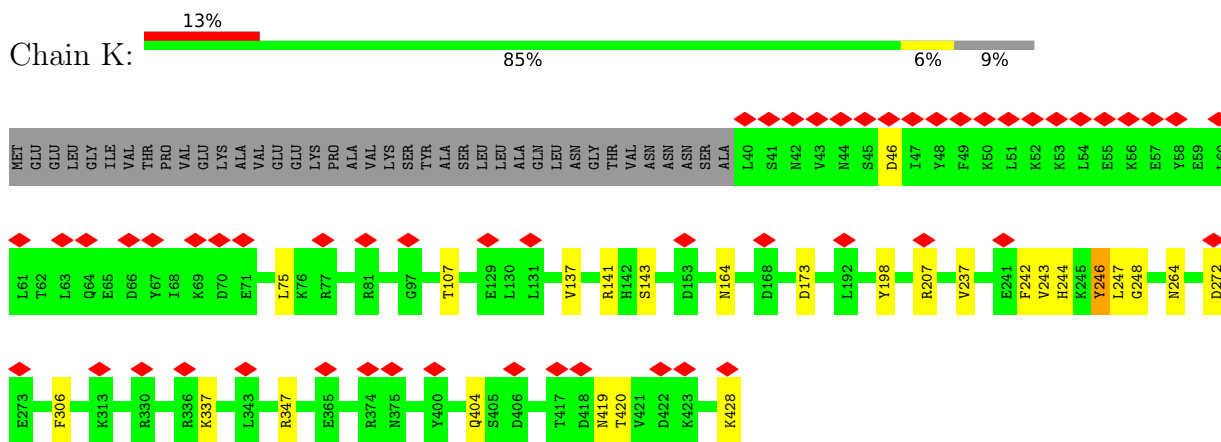 13%
Chain K:
85% 6% 9%
MET GLU GLU LEU GLY ILE VAL THR PRO VAL GLU LYS ALA VAL GLU GLU LYS PRO ALA VAL LYS SER TYR ALA SER LEU LEU ALA GLN LEU ASN GLY THR VAL ASN ASN ASN SER ALA L40 S41 N42 V43 N44 S45 D46 I47 Y48 F49 K50 L51 K52 K53 L54 E55 K56 E57 Y58 E59 L60
L61 T62 L63 Q64 E65 D66 Y67 I68 K69 D70 E71 L75 K76 R77 R81 G97 T107 E129 L130 L131 V137 R141 H142 S143 D153 N164 D168 D173 L192 Y198 R207 V237 E241 F242 V243 H244 K245 Y246 L247 G248 N264 D272
E273 F306 K313 R330 R336 K337 L343 R347 E365 R374 N375 Y400 Q404 S405 D406 T417 D418 N419 T420 V421 D422 K423 K428